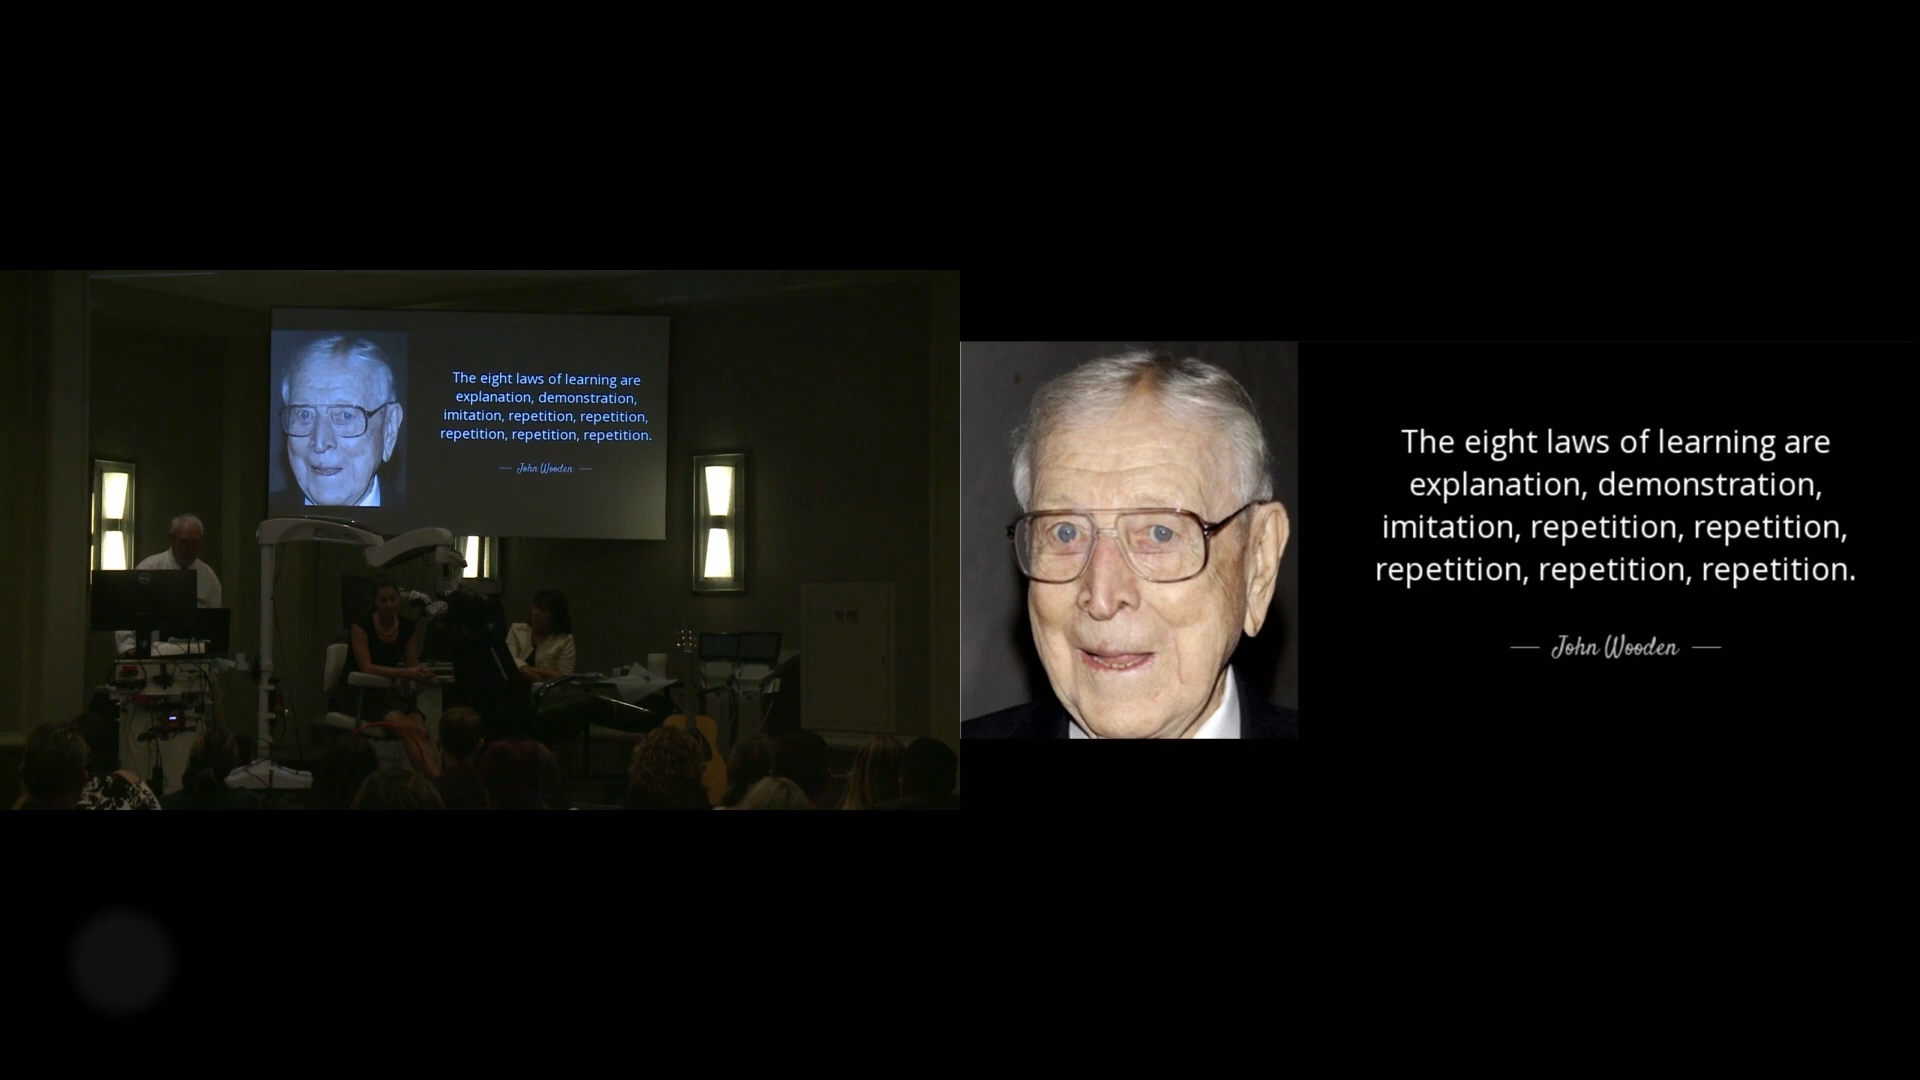 The eight laws of learning are
explanation, demonstration,
imitation, repetition, repetition,
repetition, repetition, repetition.
— John Wooden —
The eight laws of learning are
explanation, demonstration,
imitation, repetition, repetition,
repetition, repetition, repetition.
— John Wooden —